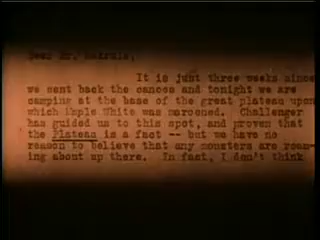 Dear Mr.
It is just three weeks since
we sent back the canoes and tonight we are
camping at the base of the great plateau upon
which Maple White was marooned. Challenger
has guided us to this spot, and proven that
the Plateau is a fact -- but we have no
reason to believe that any monsters are roam-
ing about up there. In fact, I don't think